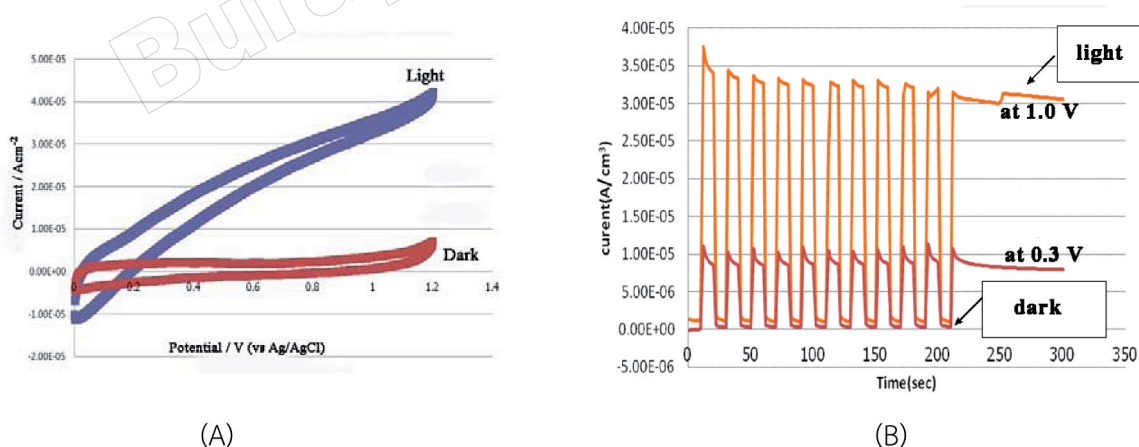 Bura
5.00E-05
4.00E-05
3.00E-05
2.00E-05
1.00E-05
0.00E+00
-1.00E-05
-2.00E-05
Current / Acm-2
Light
Dark
0
0.2
0.4
0.6
0.8
1
1.2
1.4
Potential / V (vs Ag/AgCl)
(A)
4.00E-05
3.50E-05
3.00E-05
2.50E-05
2.00E-05
1.50E-05
1.00E-05
5.00E-06
0.00E+00
-5.00E-06
curent(A/cm³)
light
at 1.0 V
at 0.3 V
dark
0
50
100
150
200
250
300
350
Time(sec)
(B)